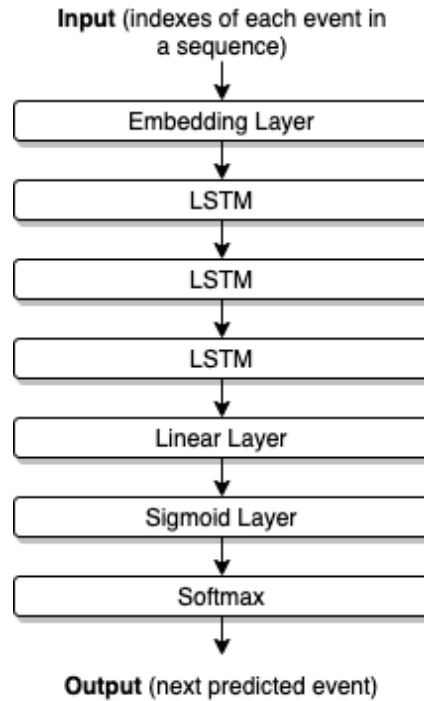 Input (indexes of each event in
a sequence)
Embedding Layer
LSTM
LSTM
LSTM
Linear Layer
Sigmoid Layer
Softmax
Output (next predicted event)